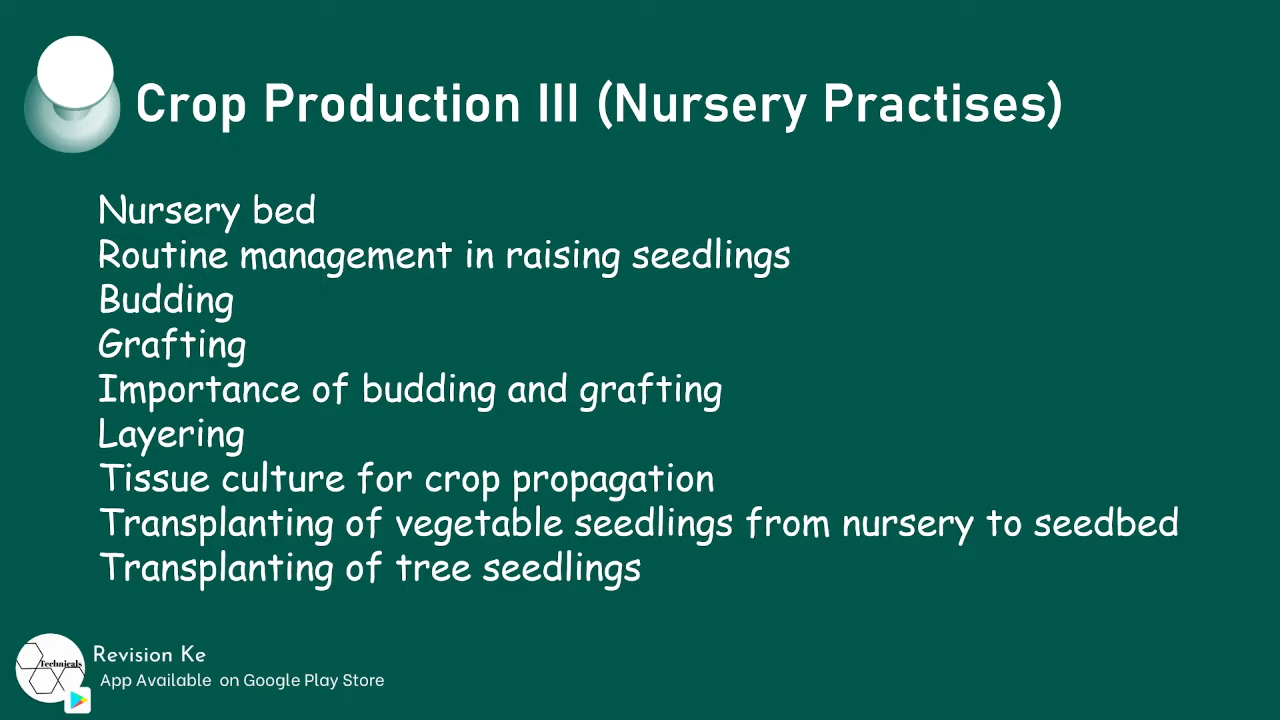 Crop Production III (Nursery Practises)
Nursery bed
Routine management in raising seedlings
Budding
Grafting
Importance of budding and grafting
Layering
Tissue culture for crop propagation
Transplanting of vegetable seedlings from nursery to seedbed
Transplanting of tree seedlings
Technicals
Revision Ke
App Available on Google Play Store